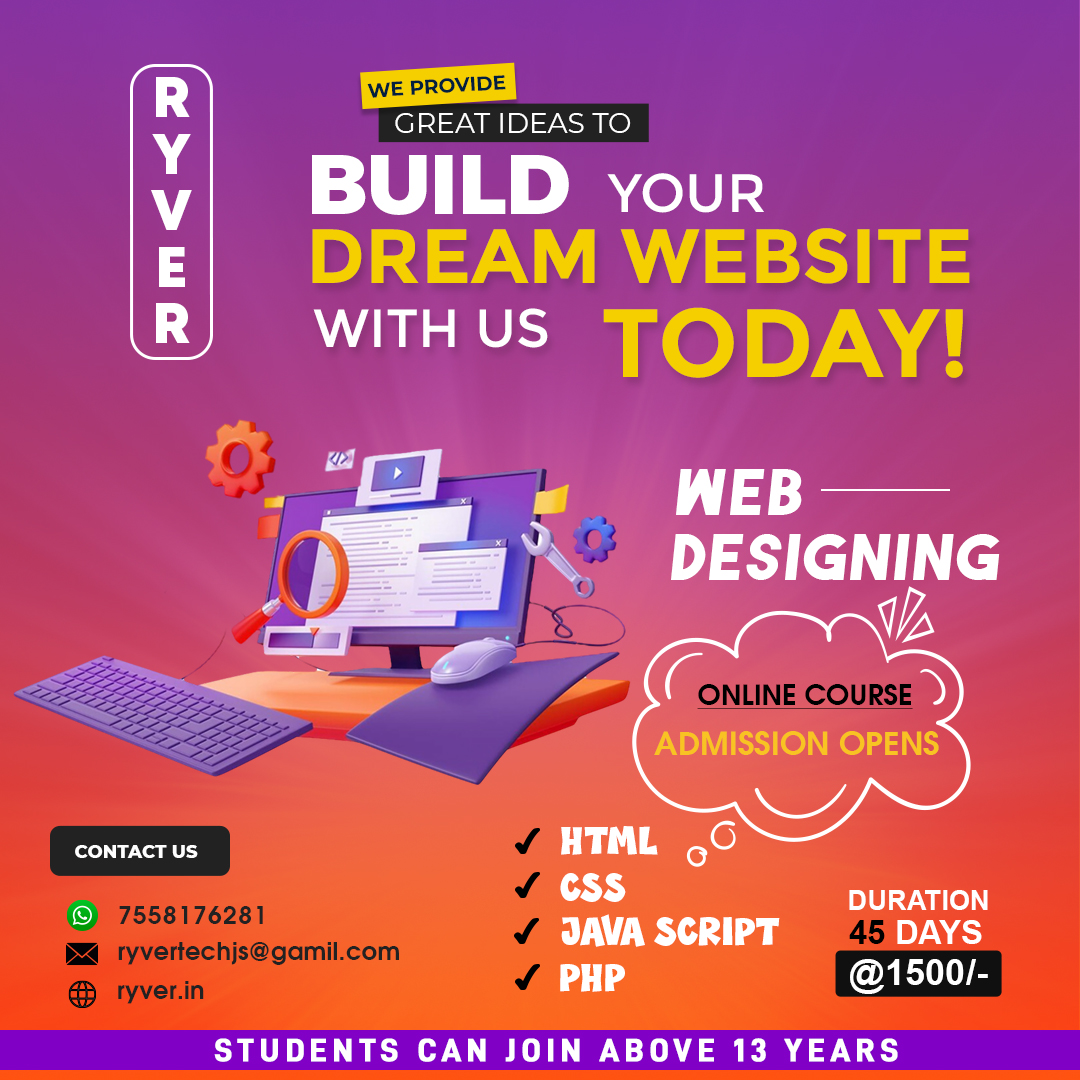 RYVER
WE PROVIDE
GREAT IDEAS TO
BUILD YOUR
DREAM WEBSITE
WITH US TODAY!
</>
WEB
DESIGNING
ONLINE COURSE
ADMISSION OPENS
CONTACT US
7558176281
ryvertechjs@gamil.com
ryver.in
✔ HTML
✔ CSS
✔ JAVA SCRIPT
✔ PHP
DURATION
45 DAYS
@1500/-
STUDENTS CAN JOIN ABOVE 13 YEARS